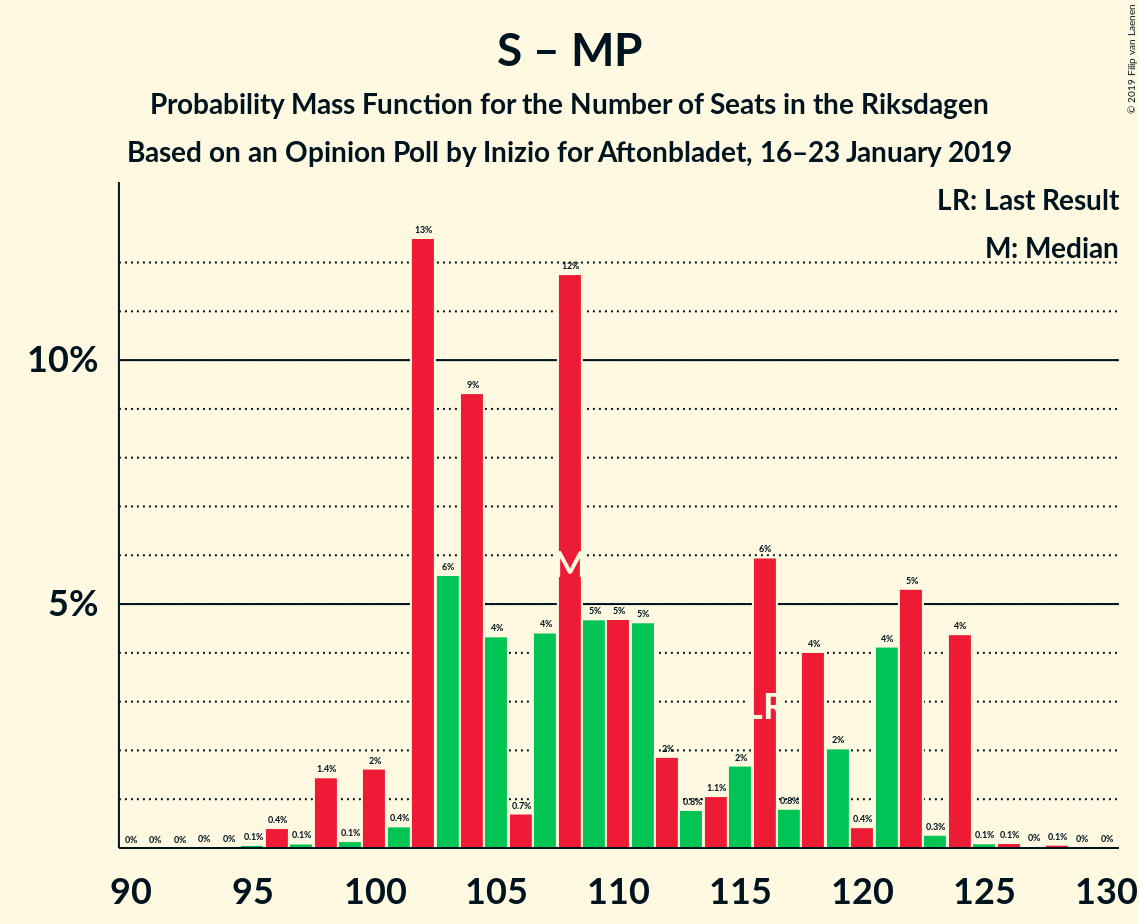 S – MP
Probability Mass Function for the Number of Seats in the Riksdagen
Based on an Opinion Poll by Inizio for Aftonbladet, 16–23 January 2019
© 2019 Filip van Laenen
LR: Last Result
M: Median
10%
5%
0% 0% 0% 0% 0% 0.1% 0.4% 0.1% 1.4% 0.1% 2% 0.4% 13% 6% 9% 4% 0.7% 4% 12% 5% 5% 5% 2% 0.8% 1.1% 2% 6% 0.8% 4% 2% 0.4% 4% 5% 0.3% 4% 0.1% 0.1% 0% 0.1% 0% 0%
M
LR
90 95 100 105 110 115 120 125 130